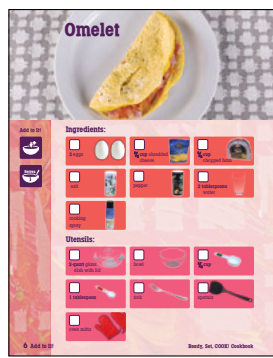 Omelet
Add to It!
Ingredients:
2 eggs
¼ cup shredded
cheese
¼ cup
chopped ham
salt
pepper
2 tablespoons
water
cooking
spray
Utensils:
2-quart glass
dish with lid
bowl
¼ cup
1 tablespoon
fork
spatula
oven mitts
6 Add to It!
Ready, Set, COOK! Cookbook